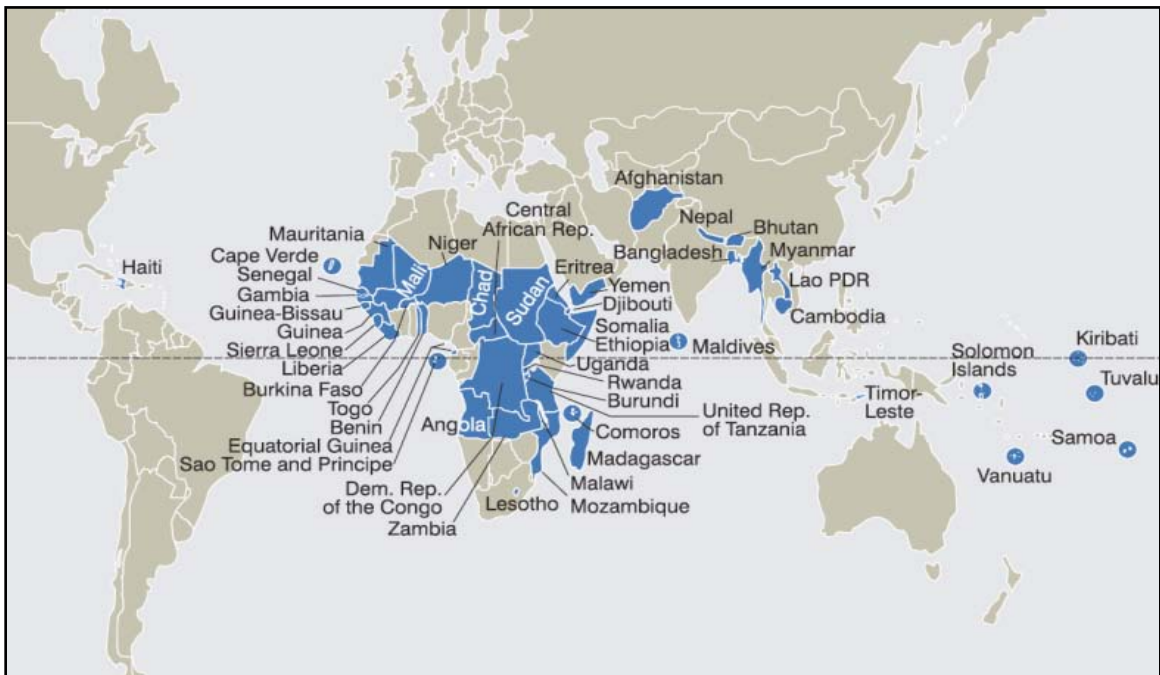 Afghanistan
Nepal
Bhutan
Bangladesh
Myanmar
Lao PDR
Cambodia
Central
African Rep.
Mauritania
Niger
Cape Verde
Mali
Chad
Sudan
Eritrea
Haiti
Senegal
Yemen
Gambia
Djibouti
Guinea-Bissau
Somalia
Guinea
Ethiopia
Maldives
Sierra Leone
Uganda
Liberia
Rwanda
Burkina Faso
Burundi
Togo
United Rep.
of Tanzania
Benin
Angola
Comoros
Equatorial Guinea
Sao Tome and Principe
Madagascar
Malawi
Dem. Rep.
of the Congo
Lesotho
Mozambique
Zambia
Solomon
Islands
Kiribati
Tuvalu
Timor-
Leste
Samoa
Vanuatu